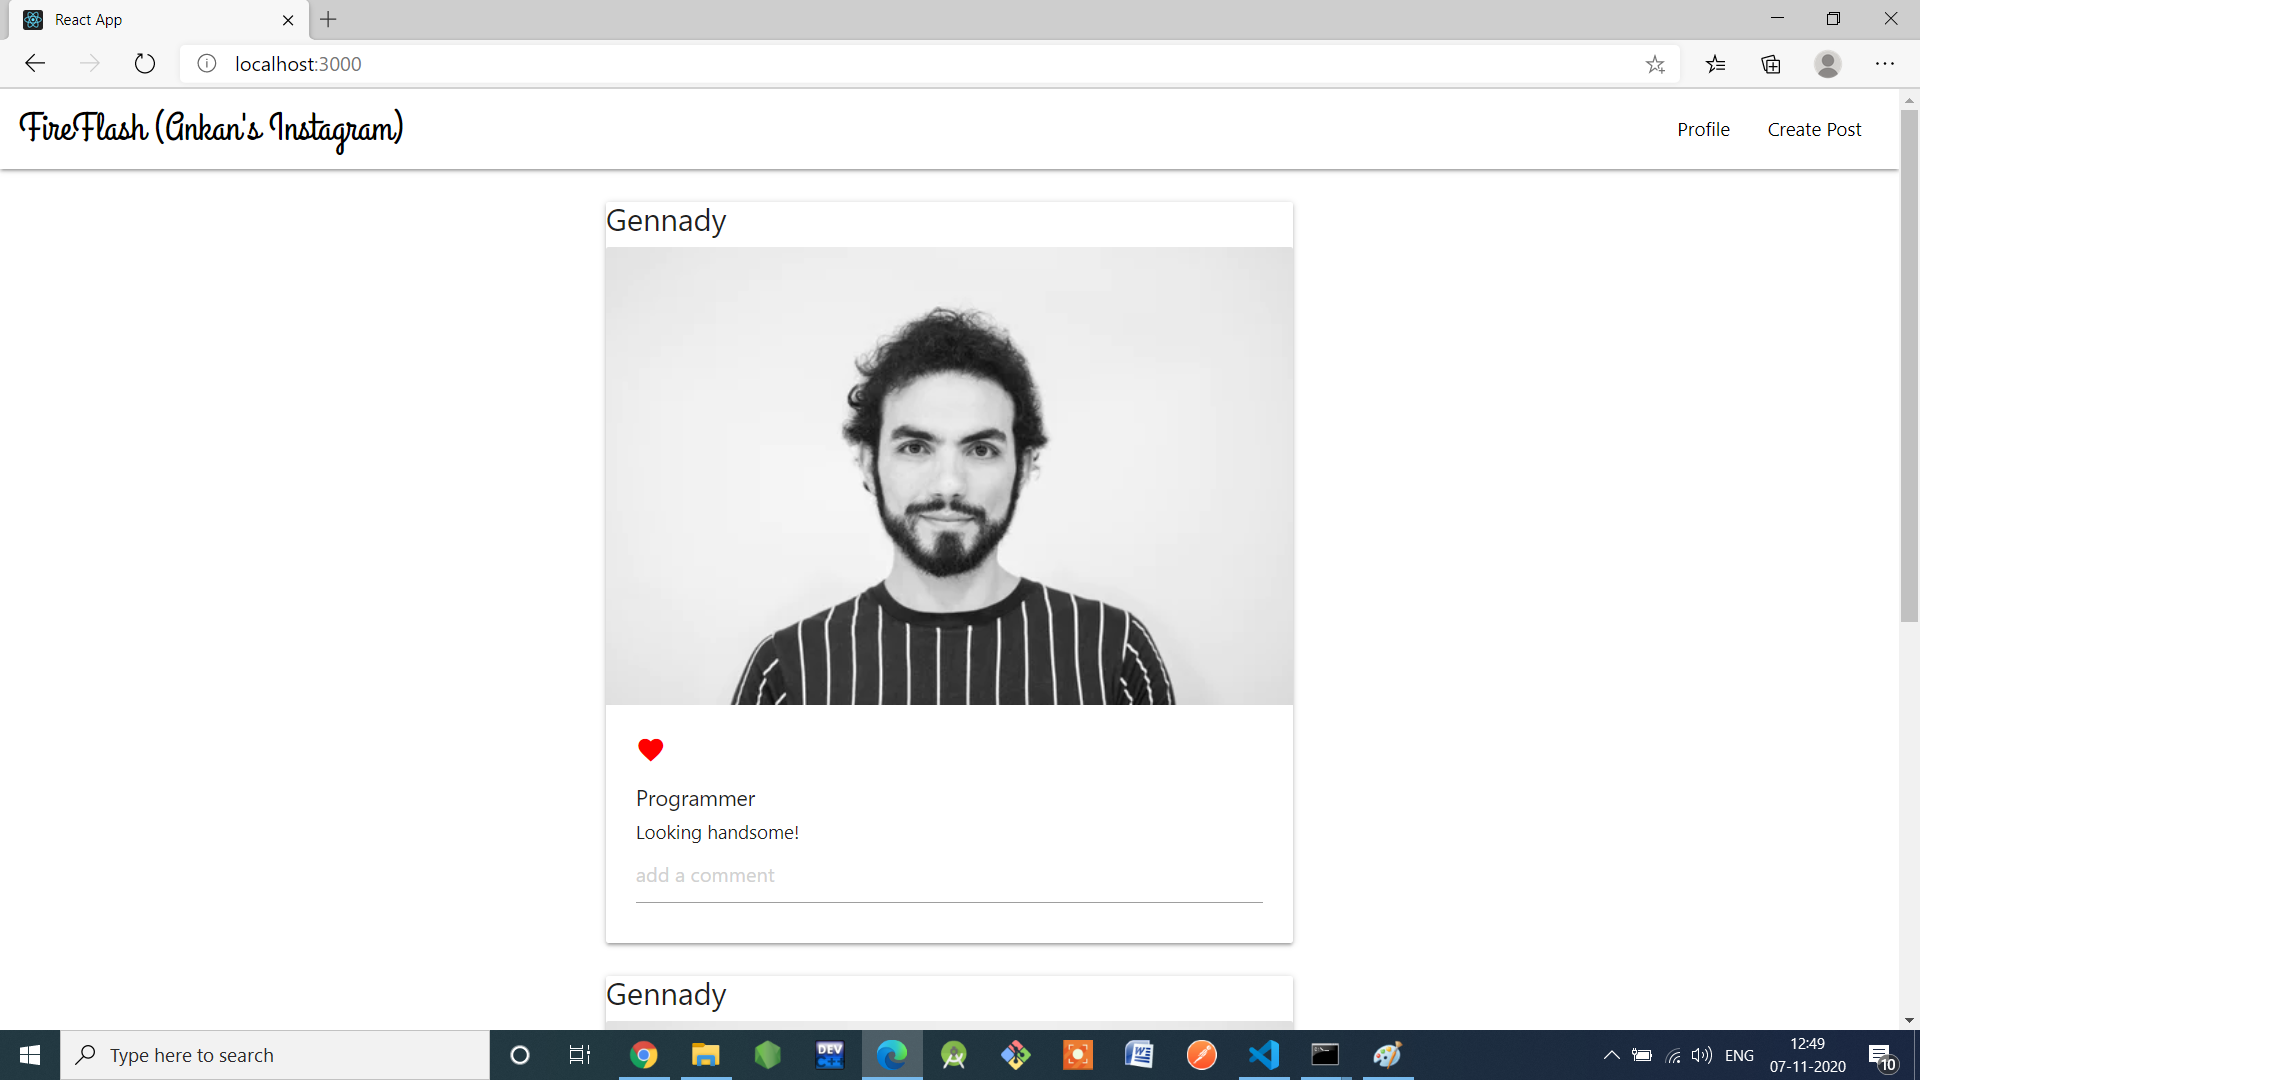 React App
localhost:3000
FireFlash (Ankan's Instagram)
Profile
Create Post
Gennady
Programmer
Looking handsome!
add a comment
Gennady
Type here to search
DEV
C++
W
ENG
12:49
07-11-2020
10